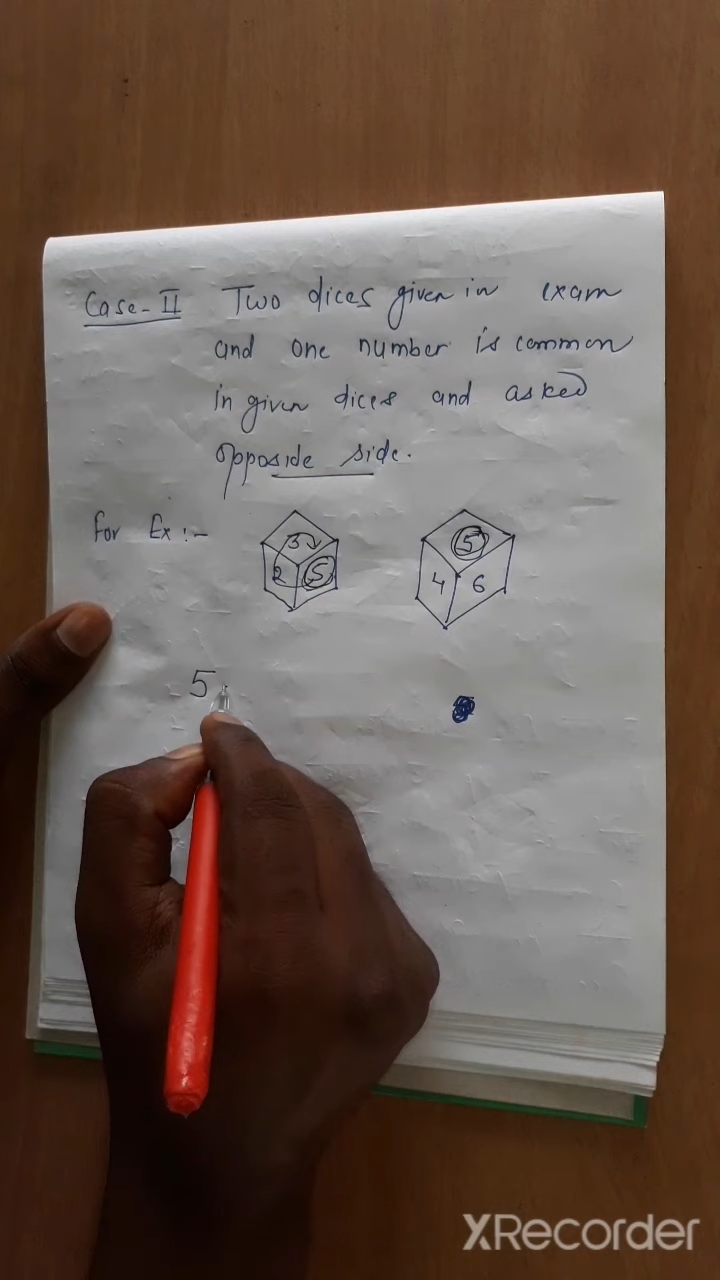 Case-II Two dices given in exam
and one number is common
in given dices and asked
opposide side.
For Ex :-
3 2 5
5 4 6
5
XRecorder